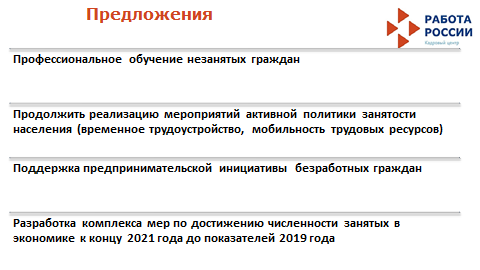 Предложения
РАБОТА
РОССИИ
Кадровый центр
Профессиональное обучение незанятых граждан
Продолжить реализацию мероприятий активной политики занятости
населения (временное трудоустройство, мобильность трудовых ресурсов)
Поддержка предпринимательской инициативы безработных граждан
Разработка комплекса мер по достижению численности занятых в
экономике к концу 2021 года до показателей 2019 года